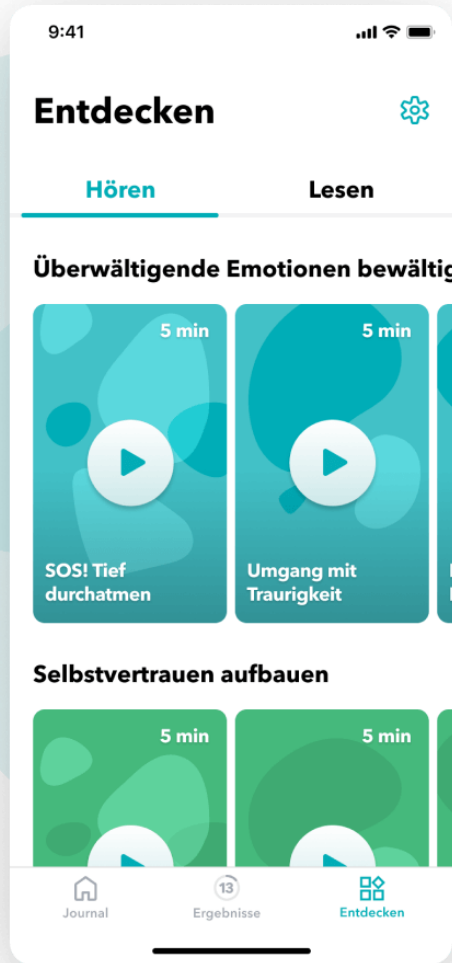 9:41
Entdecken
Hören
Lesen
Überwältigende Emotionen
5 min
5 min
SOS! Tief
durchatmen
Umgang mit
Traurigkeit
Selbstvertrauen aufbauen
5 min
5 min
13
Journal
Ergebnisse
Entdecken